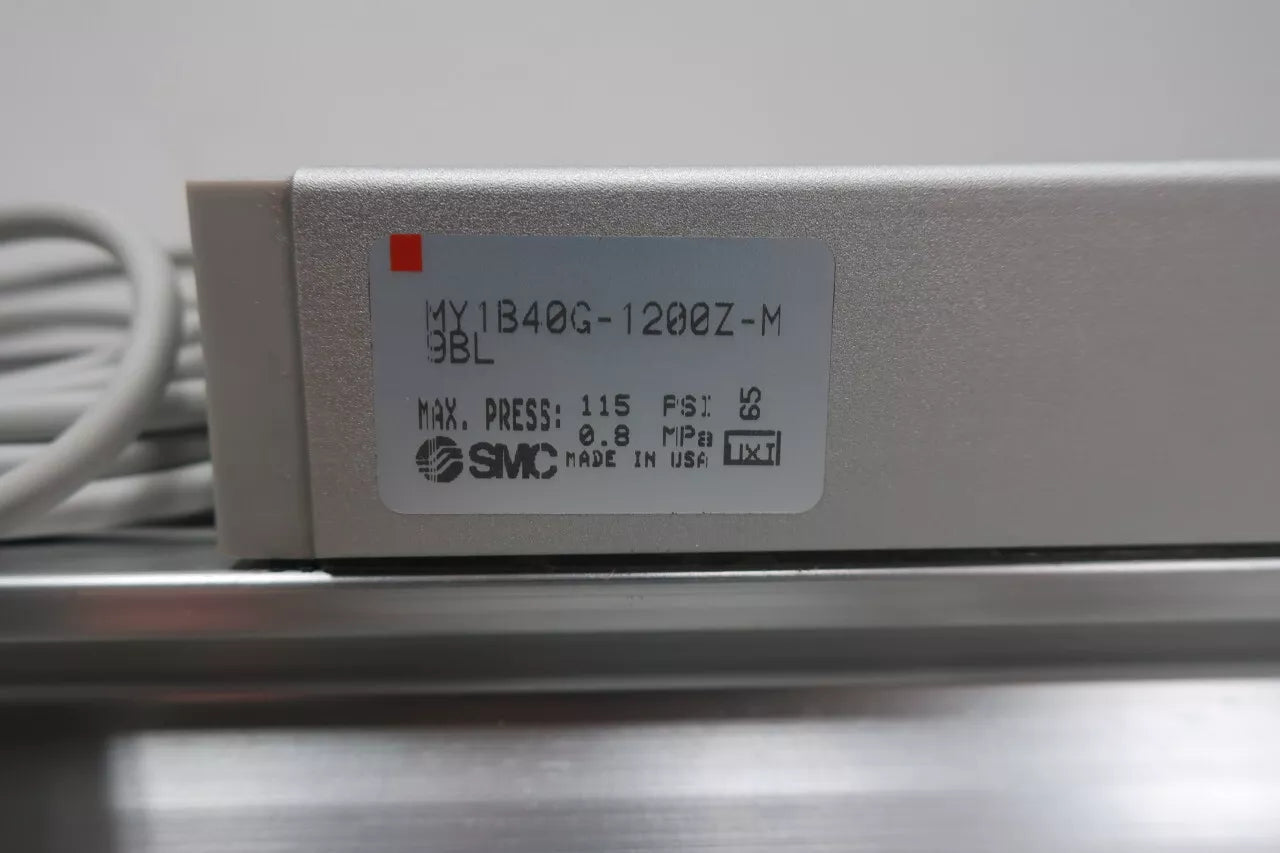 MY1B40G-1200Z-M
9BL
MAX. PRESS: 115 PSI
0.8 MPa
65
SMC MADE IN USA